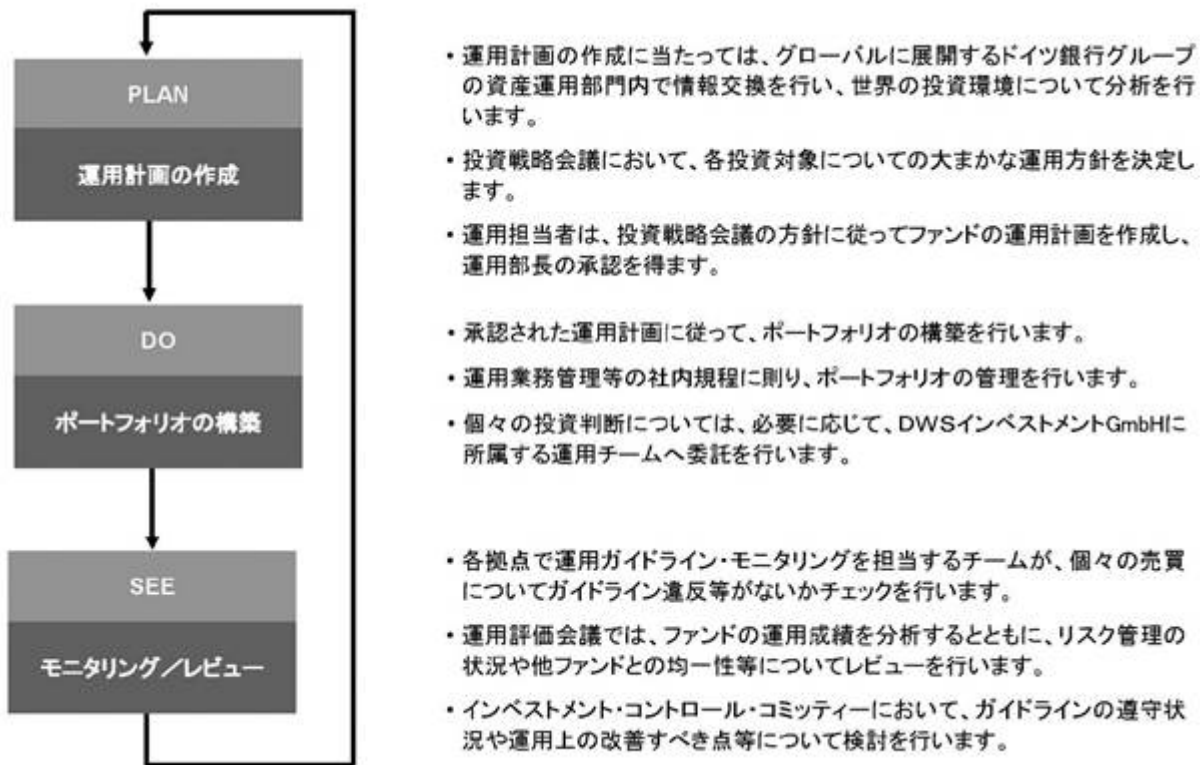 PLAN
運用計画の作成
・運用計画の作成に当たっては、グローバルに展開するドイツ銀行グループ
の資産運用部門内で情報交換を行い、世界の投資環境について分析を行
います。
・投資戦略会議において、各投資対象についての大まかな運用方針を決定し
ます。
・運用担当者は、投資戦略会議の方針に従ってファンドの運用計画を作成し、
運用部長の承認を得ます。
DO
ポートフォリオの構築
・承認された運用計画に従って、ポートフォリオの構築を行います。
・運用業務管理等の社内規程に則り、ポートフォリオの管理を行います。
・個々の投資判断については、必要に応じて、DWSインベストメントGmbHに
所属する運用チームへ委託を行います。
SEE
モニタリング／レビュー
・各拠点で運用ガイドライン・モニタリングを担当するチームが、個々の売買
についてガイドライン違反等がないかチェックを行います。
・運用評価会議では、ファンドの運用成績を分析するとともに、リスク管理の
状況や他ファンドとの均一性等についてレビューを行います。
・インベストメント・コントロール・コミッティーにおいて、ガイドラインの遵守状
況や運用上の改善すべき点等について検討を行います。